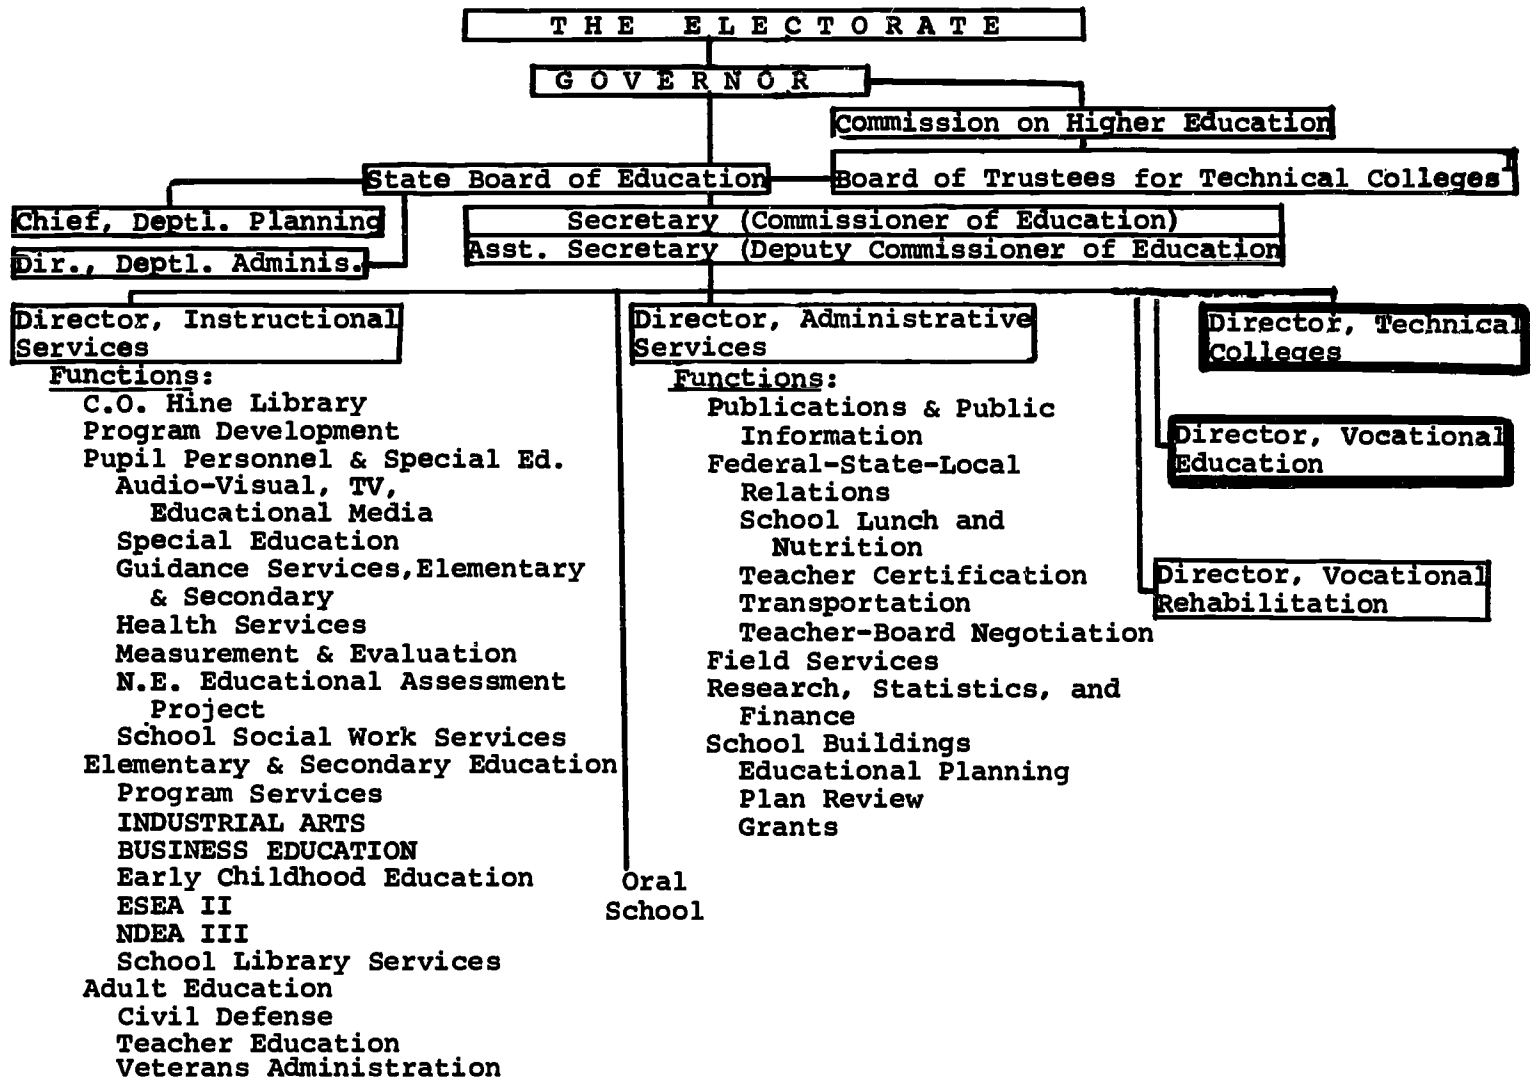 THE ELECTORATE
GOVERNOR
Commission on Higher Education
State Board of Education
Board of Trustees for Technical Colleges
Chief, Deptl. Planning
Secretary (Commissioner of Education)
Asst. Secretary (Deputy Commissioner of Education
Dir., Deptl. Adminis.
Director, Instructional
Services
Functions:
C.O. Hine Library
Program Development
Pupil Personnel & Special Ed.
Audio-Visual, TV,
Educational Media
Special Education
Guidance Services,Elementary
& Secondary
Health Services
Measurement & Evaluation
N.E. Educational Assessment
Project
School Social Work Services
Elementary & Secondary Education
Program Services
INDUSTRIAL ARTS
BUSINESS EDUCATION
Early Childhood Education
ESEA II
NDEA III
School Library Services
Adult Education
Civil Defense
Teacher Education
Veterans Administration
Oral
School
Director, Administrative
Services
Functions:
Publications & Public
Information
Federal-State-Local
Relations
School Lunch and
Nutrition
Teacher Certification
Transportation
Teacher-Board Negotiation
Field Services
Research, Statistics, and
Finance
School Buildings
Educational Planning
Plan Review
Grants
Director, Technical
Colleges
Director, Vocational
Education
Director, Vocational
Rehabilitation